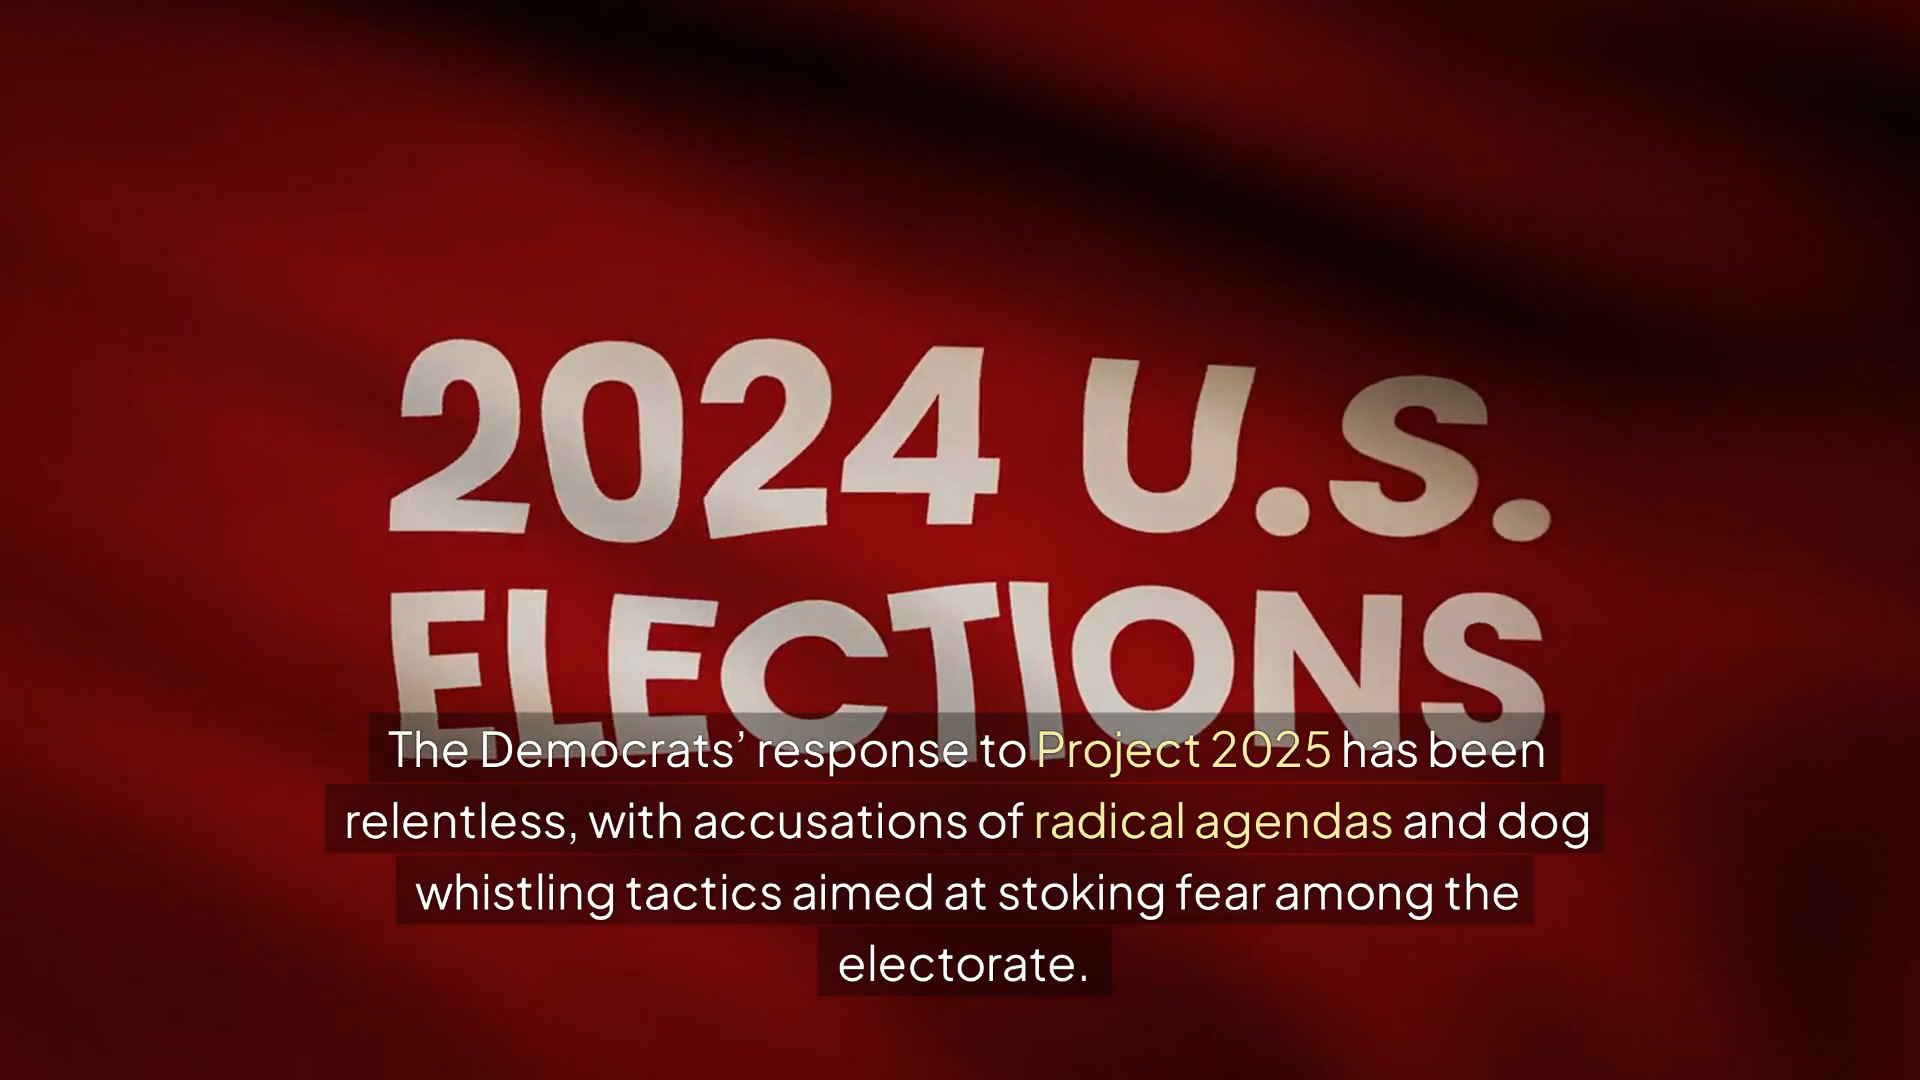 2024 U.S.
ELECTIONS
The Democrats’ response to Project 2025 has been
relentless, with accusations of radical agendas and dog
whistling tactics aimed at stoking fear among the
electorate.